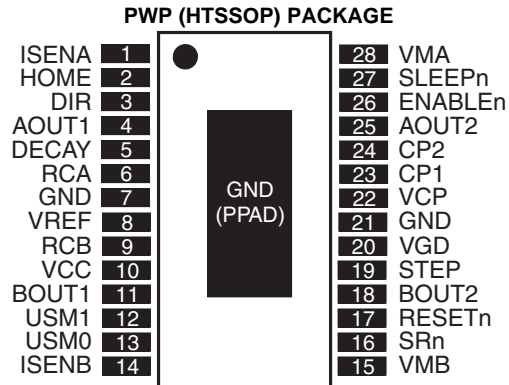 PWP (HTSSOP) PACKAGE
ISENA 1 28 VMA
HOME 2 27 SLEEPn
DIR 3 26 ENABLEn
AOUT1 4 25 AOUT2
DECAY 5 24 CP2
RCA 6 23 CP1
GND 7 22 VCP
VREF 8 21 GND
RCB 9 20 VGD
VCC 10 19 STEP
BOUT1 11 18 BOUT2
USM1 12 17 RESETn
USM0 13 16 SRn
ISENB 14 15 VMB
GND
(PPAD)